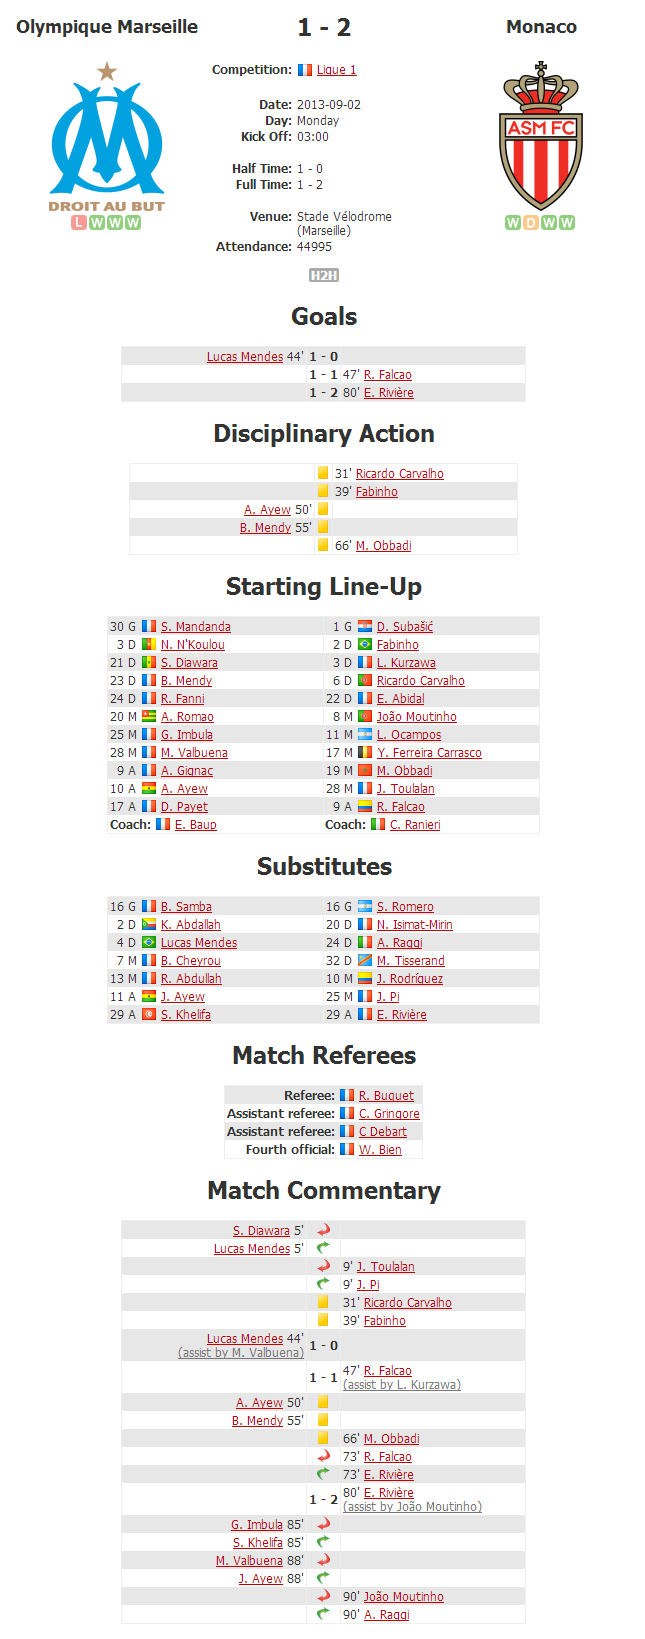 Olympique Marseille 1 - 2 Monaco
Competition: Ligue 1
Date: 2013-09-02
Day: Monday
Kick Off: 03:00
Half Time: 1 - 0
Full Time: 1 - 2
Venue: Stade Vélodrome
(Marseille)
Attendance: 44995
DROIT AU BUT
L W W W
ASM FC
W D W W
H2H
Goals
Lucas Mendes 44' 1 - 0
1 - 1 47' R. Falcao
1 - 2 80' E. Rivière
Disciplinary Action
31' Ricardo Carvalho
39' Fabinho
A. Ayew 50'
B. Mendy 55'
66' M. Obbadi
Starting Line-Up
30 G S. Mandanda 1 G D. Subašić
3 D N. N'Koulou 2 D Fabinho
21 D S. Diawara 3 D L. Kurzawa
23 D B. Mendy 6 D Ricardo Carvalho
24 D R. Fanni 22 D E. Abidal
20 M A. Romao 8 M João Moutinho
25 M G. Imbula 11 M L. Ocampos
28 M M. Valbuena 17 M Y. Ferreira Carrasco
9 A A. Gignac 19 M M. Obbadi
10 A A. Ayew 28 M J. Toulalan
17 A D. Payet 9 A R. Falcao
Coach: E. Baup Coach: C. Ranieri
Substitutes
16 G B. Samba 16 G S. Romero
2 D K. Abdallah 20 D N. Isimat-Mirin
4 D Lucas Mendes 24 D A. Raggi
7 M B. Cheyrou 32 D M. Tisserand
13 M R. Abdullah 10 M J. Rodríguez
11 A J. Ayew 25 M J. Pi
29 A S. Khelifa 29 A E. Rivière
Match Referees
Referee: R. Buquet
Assistant referee: C. Gringore
Assistant referee: C Debart
Fourth official: W. Bien
Match Commentary
S. Diawara 5'
Lucas Mendes 5'
9' J. Toulalan
9' J. Pi
31' Ricardo Carvalho
39' Fabinho
Lucas Mendes 44' 1 - 0
(assist by M. Valbuena)
1 - 1 47' R. Falcao
(assist by L. Kurzawa)
A. Ayew 50'
B. Mendy 55'
66' M. Obbadi
73' R. Falcao
73' E. Rivière
1 - 2 80' E. Rivière
(assist by João Moutinho)
G. Imbula 85'
S. Khelifa 85'
M. Valbuena 88'
J. Ayew 88'
90' João Moutinho
90' A. Raggi